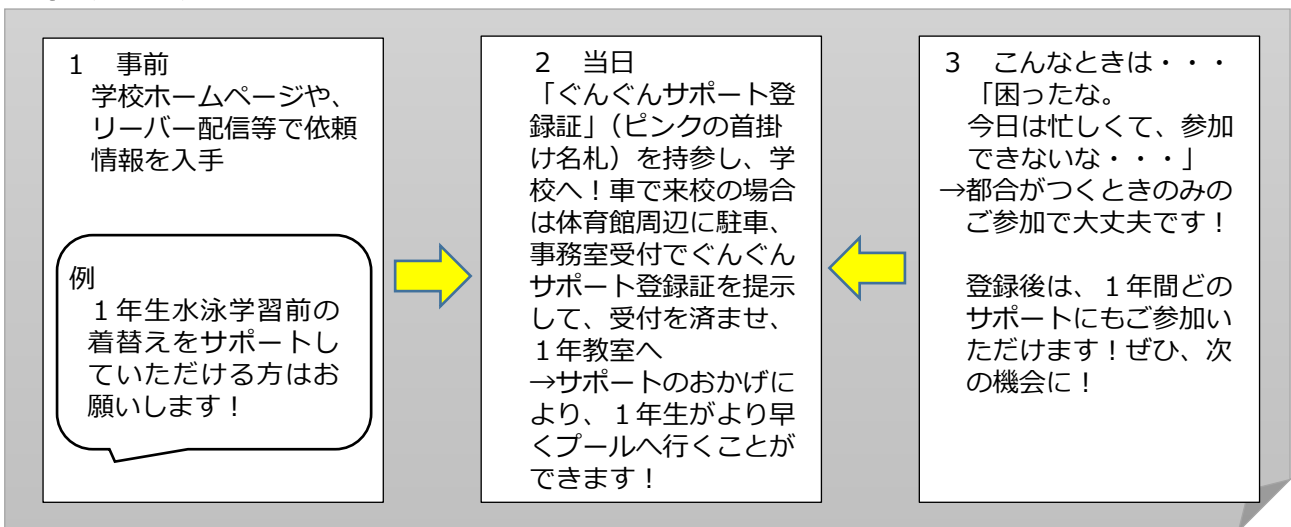 1　事前
学校ホームページや、
リーバー配信等で依頼
情報を入手
例
１年生水泳学習前の
着替えをサポートし
ていただける方はお
願いします！
２　当日
「ぐんぐんサポート登
録証」（ピンクの首掛
け名札）を持参し、学
校へ！車で来校の場合
は体育館周辺に駐車、
事務室受付でぐんぐん
サポート登録証を提示
して、受付を済ませ、
１年教室へ
→サポートのおかげに
より、１年生がより早
くプールへ行くことが
できます！
３　こんなときは・・・
「困ったな。
今日は忙しくて、参加
できないな・・・」
→都合がつくときのみの
ご参加で大丈夫です！
登録後は、１年間どの
サポートにもご参加い
ただけます！ぜひ、次
の機会に！